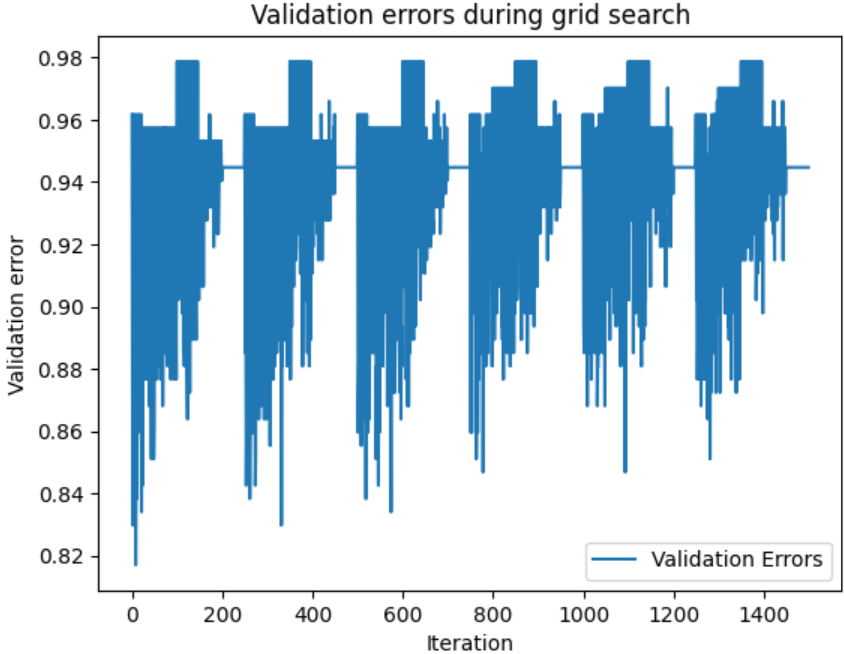 Validation errors during grid search
Validation error
0.98
0.96
0.94
0.92
0.90
0.88
0.86
0.84
0.82
Validation Errors
0 200 400 600 800 1000 1200 1400
Iteration